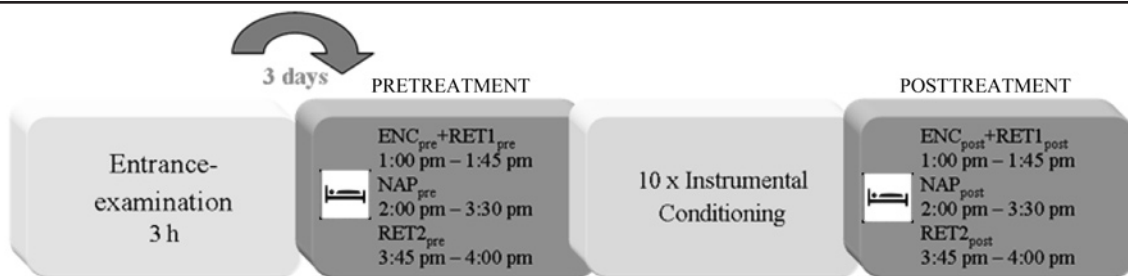 3 days
PRETREATMENT
POSTTREATMENT
Entrance-
examination
3 h
ENCpre+RET1pre
1:00 pm – 1:45 pm
NAPpre
2:00 pm – 3:30 pm
RET2pre
3:45 pm – 4:00 pm
10 x Instrumental
Conditioning
ENCpost+RET1post
1:00 pm – 1:45 pm
NAPpost
2:00 pm – 3:30 pm
RET2post
3:45 pm – 4:00 pm